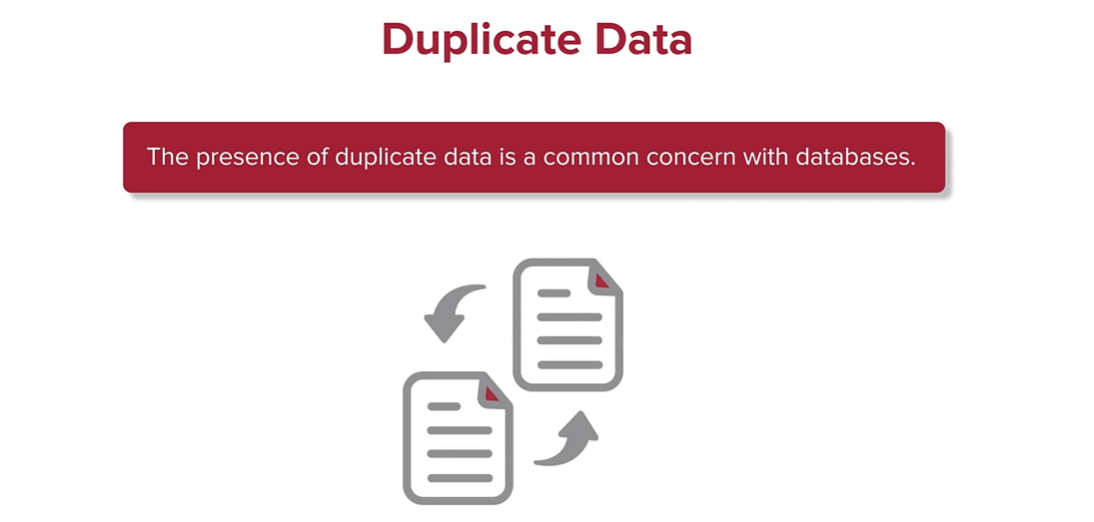 Duplicate Data
The presence of duplicate data is a common concern with databases.